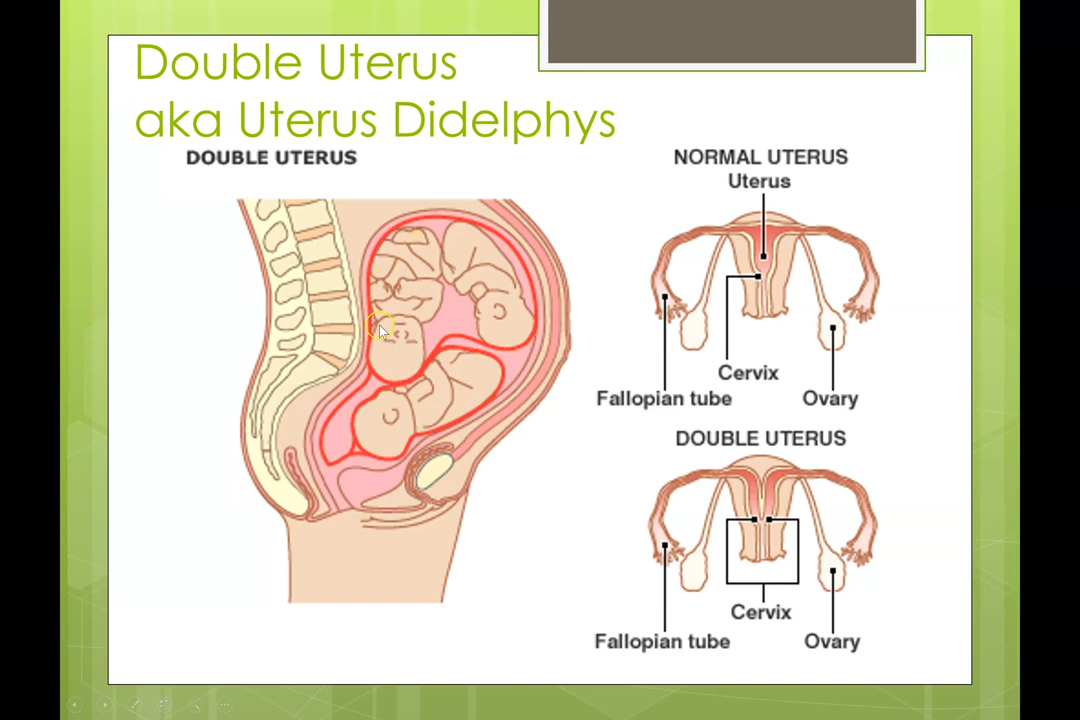 Double Uterus
aka Uterus Didelphys
DOUBLE UTERUS
NORMAL UTERUS
Uterus
Cervix
Fallopian tube
Ovary
DOUBLE UTERUS
Cervix
Fallopian tube
Ovary